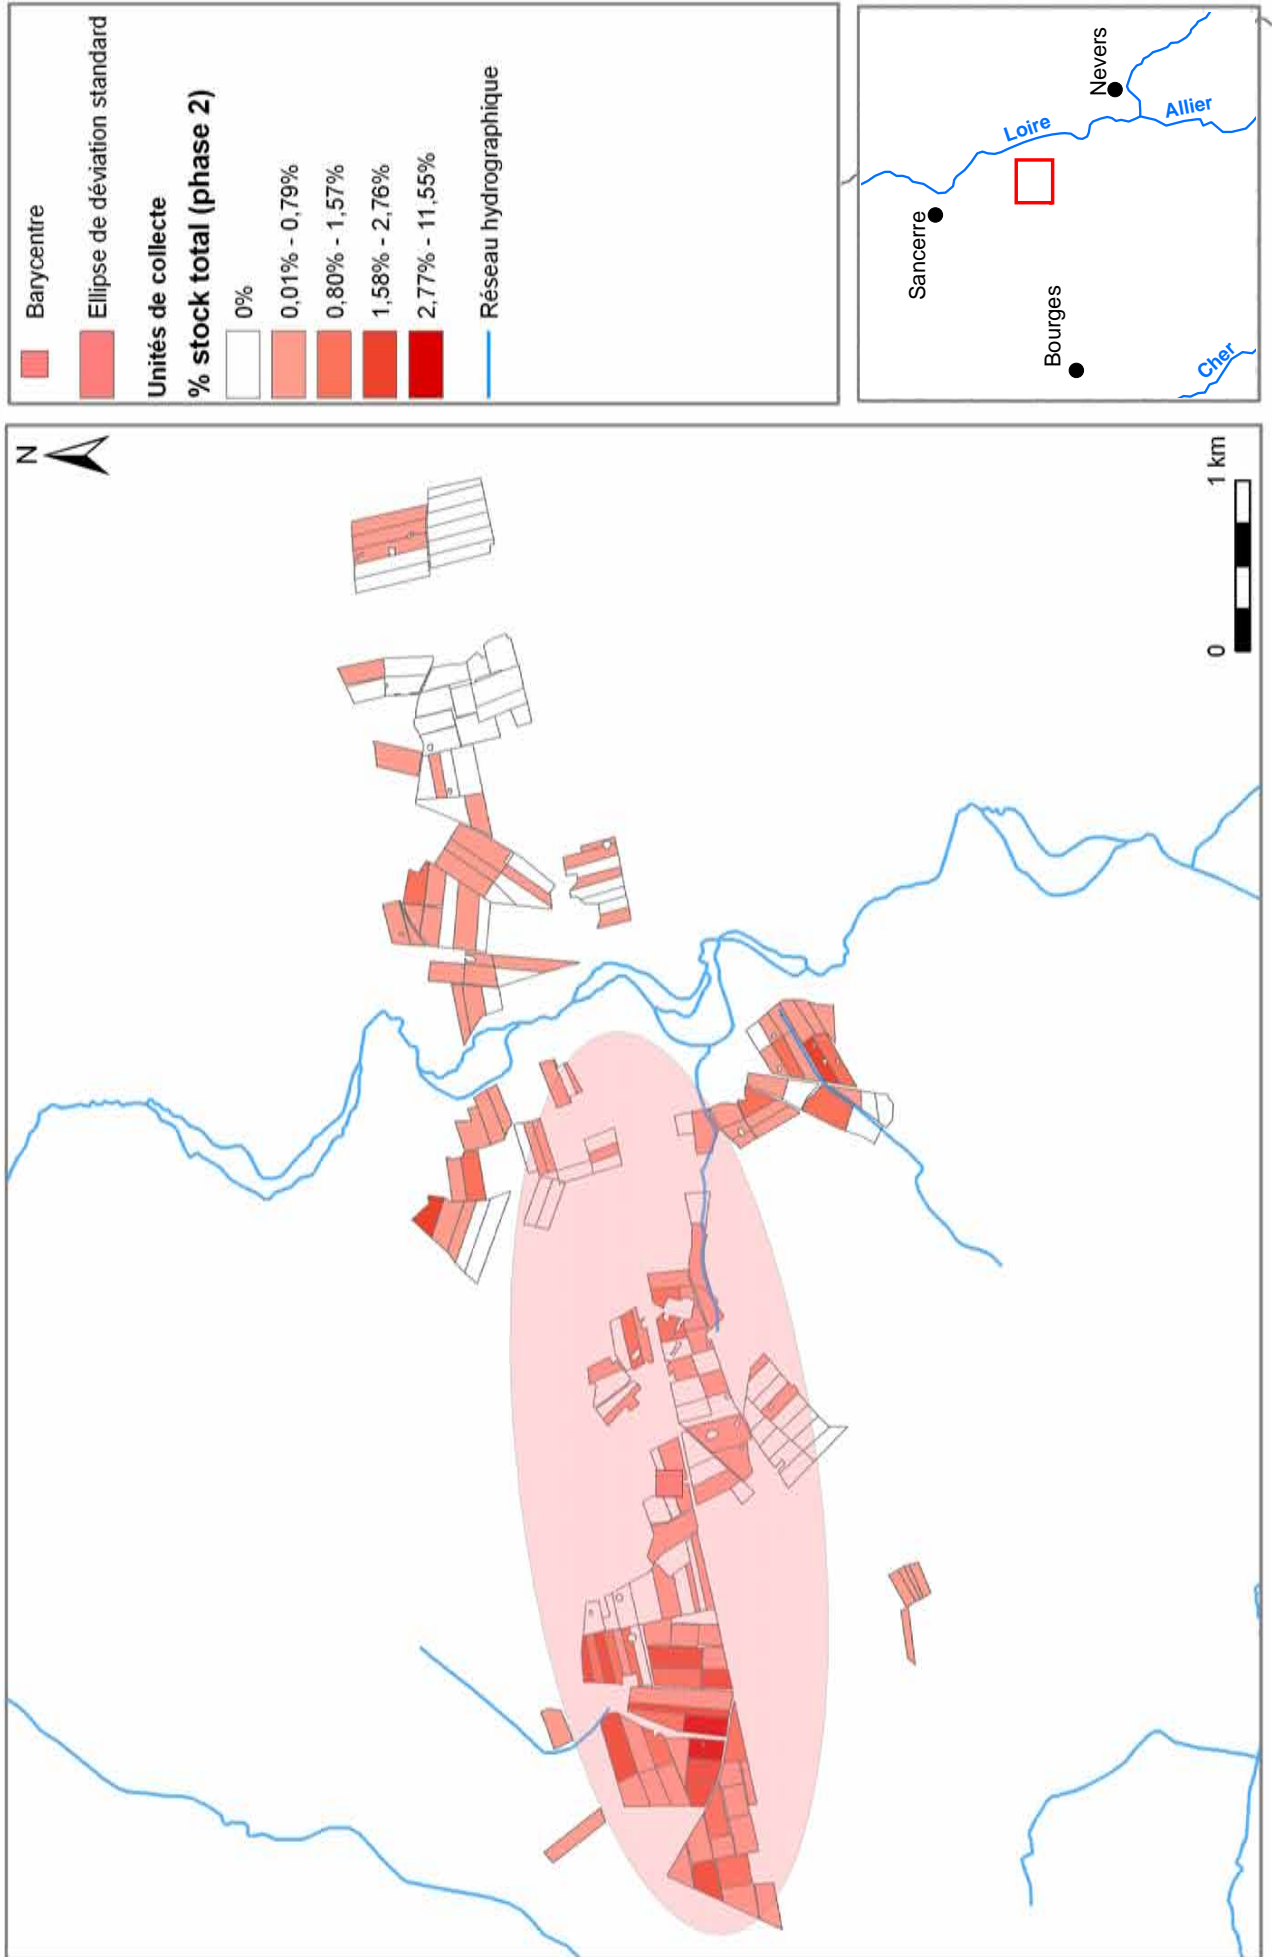 Barycentre
Ellipse de déviation standard
Unités de collecte
% stock total (phase 2)
0%
0,01% - 0,79%
0,80% - 1,57%
1,58% - 2,76%
2,77% - 11,55%
Réseau hydrographique
Sancerre
Nevers
Loire
Allier
Bourges
Cher
N
0
1 km